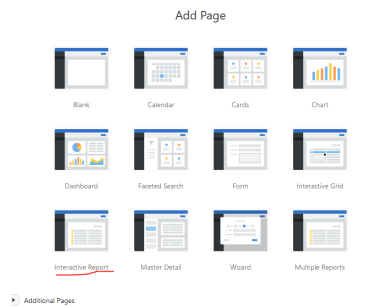 Add Page
Blank Calendar Cards Chart
Dashboard Faceted Search Form Interactive Grid
Interactive Report Master Detail Wizard Multiple Reports
Additional Pages